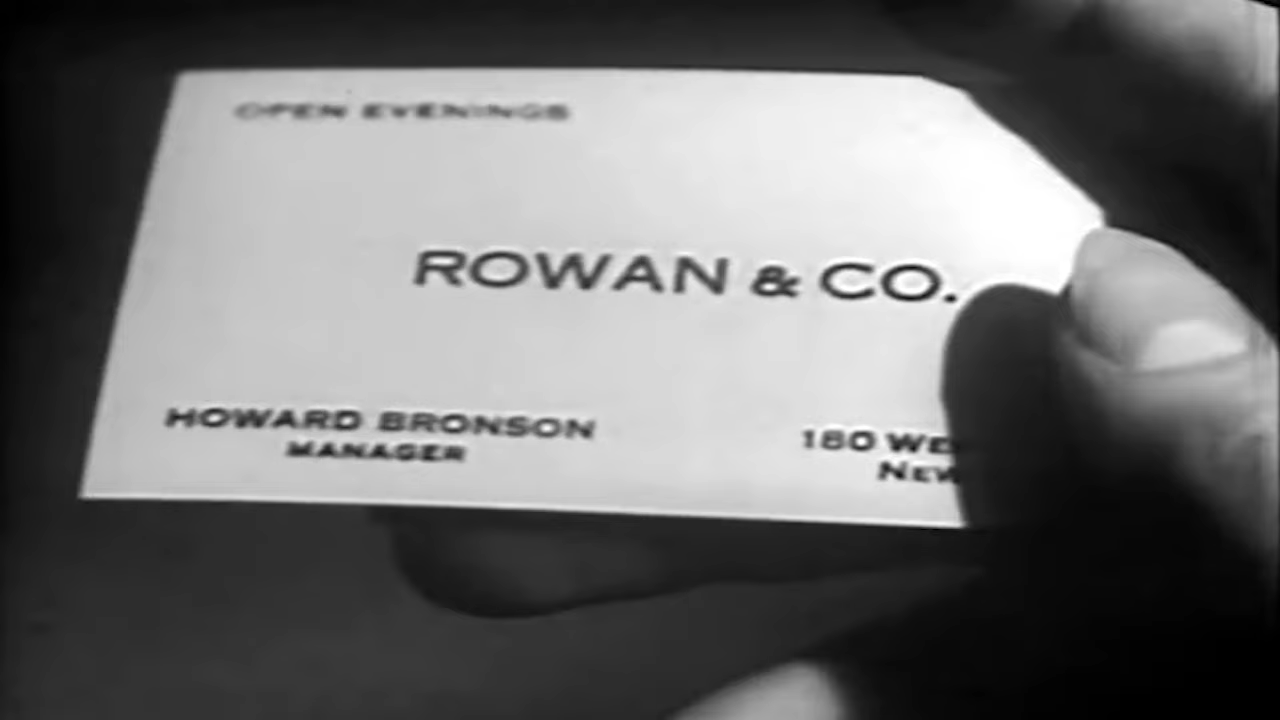 OPEN EVENINGS
ROWAN & CO.
HOWARD BRONSON
MANAGER
180